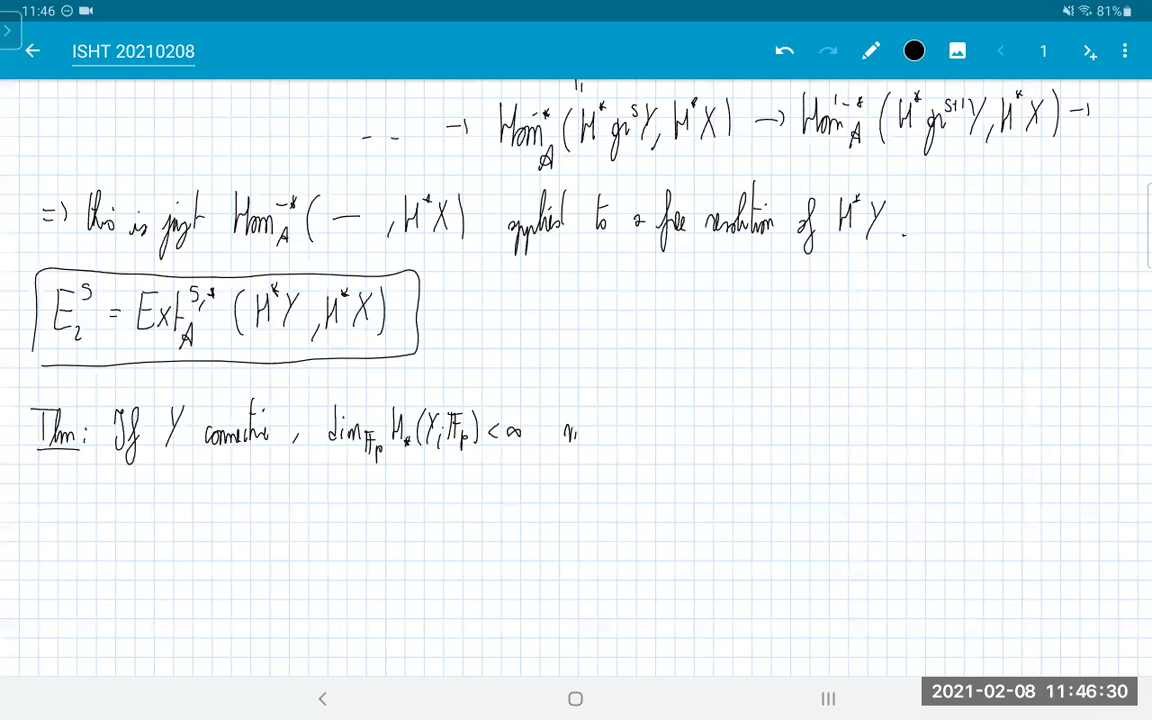 11:46 81%
ISHT 20210208 1
-- → Hom_A^{-*}(H^*gr^sY, H^*X) → Hom_A^{1-*}(H^*gr^{s+1}Y, H^*X) →
=> this is just Hom_A^{-*}(—, H^*X) applied to a free resolution of H^*Y.
E_2^s = Ext_A^{s,*}(H^*Y, H^*X)
Thm: If Y connective, dim_{𝔽_p} H_*(Y; 𝔽_p) < ∞
2021-02-08 11:46:30